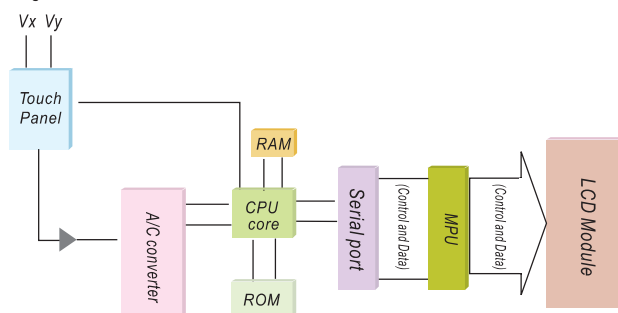 Vx Vy
Touch
Panel
RAM
CPU
core
A/C converter
ROM
Serial port
(Control and Data)
MPU
(Control and Data)
LCD Module